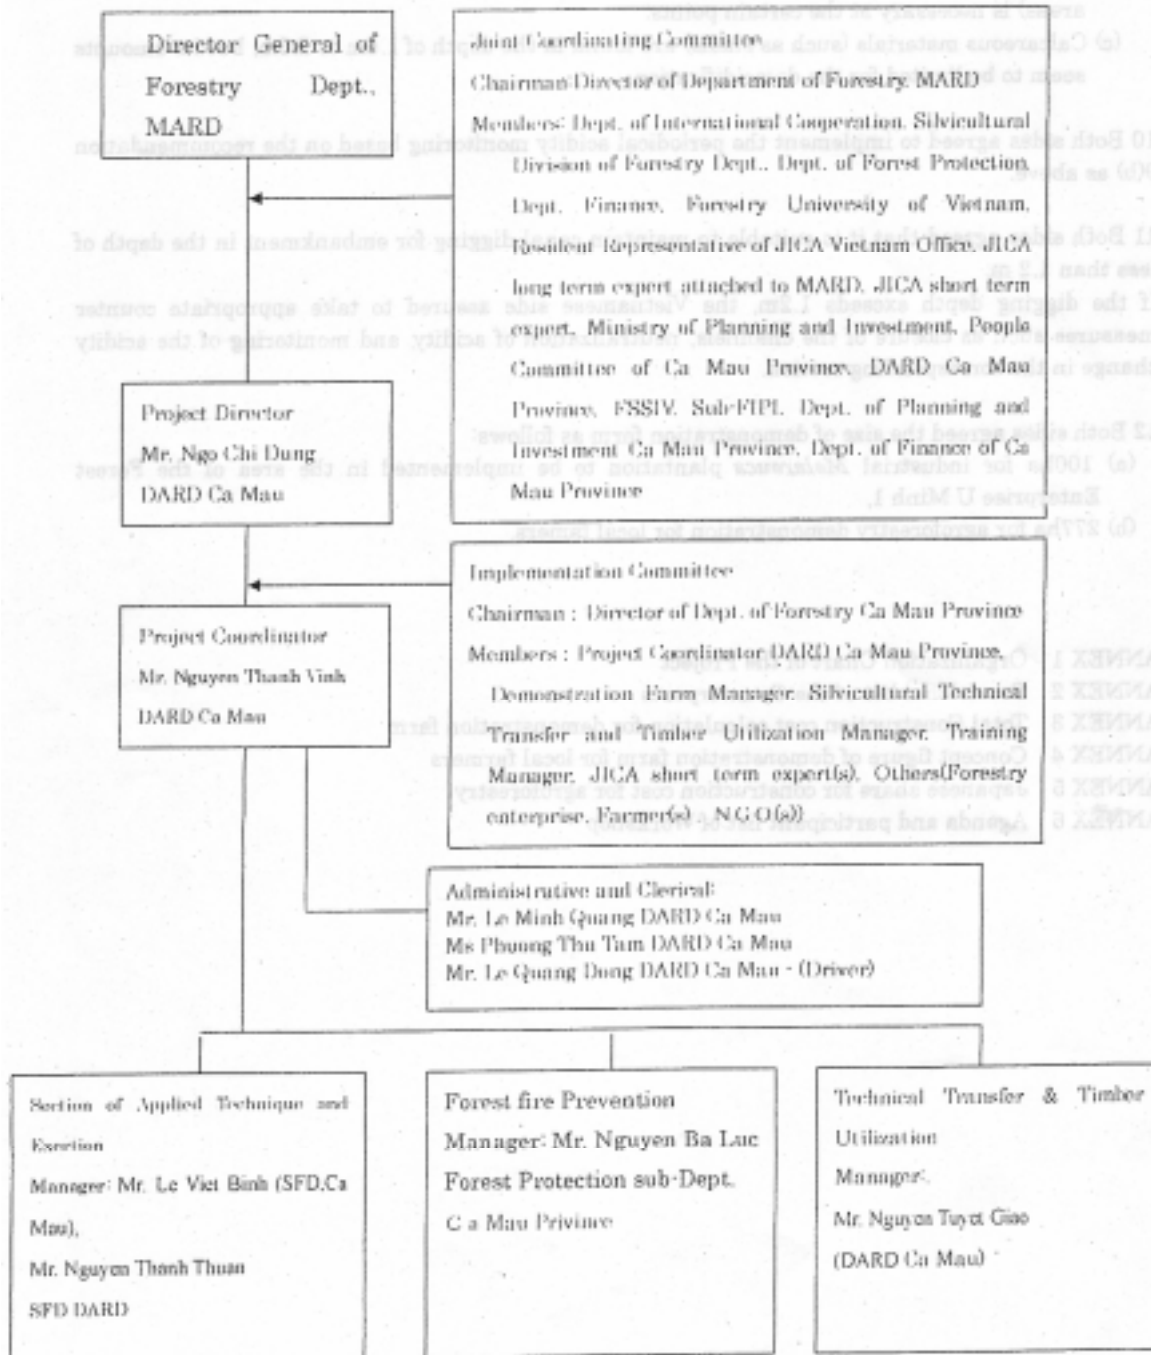 Director General of
Forestry Dept.,
MARD
Joint Coordinating Committee
Chairman Director of Department of Forestry, MARD
Members: Dept. of International Cooperation, Silvicultural
Division of Forestry Dept., Dept. of Forest Protection,
Dept. Finance, Forestry University of Vietnam,
Resident Representative of JICA Vietnam Office, JICA
long term expert attached to MARD, JICA short term
expert, Ministry of Planning and Investment, People
Committee of Ca Mau Province, DARD Ca Mau
Province, FSSIV, Sub-FIPI, Dept. of Planning and
Investment Ca Mau Province, Dept. of Finance of Ca
Mau Province
Project Director
Mr. Ngo Chi Dung
DARD Ca Mau
Implementation Committee
Chairman : Director of Dept. of Forestry Ca Mau Province
Members : Project Coordinator DARD Ca Mau Province,
Demonstration Farm Manager, Silvicultural Technical
Transfer and Timber Utilization Manager, Training
Manager, JICA short term expert(s), Others(Forestry
enterprise, Farmer(s) , N G O (s))
Project Coordinator
Mr. Nguyen Thanh Vinh
DARD Ca Mau
Administrative and Clerical:
Mr. Le Minh Quang DARD Ca Mau
Ms Phuong Thu Tam DARD Ca Mau
Mr. Le Quang Dong DARD Ca Mau - (Driver)
Section of Applied Technique and
Exertion
Manager: Mr. Le Viet Binh (SFD,Ca
Mau),
Mr. Nguyen Thanh Thuan
SFD DARD
Forest fire Prevention
Manager: Mr. Nguyen Ba Luc
Forest Protection sub-Dept,
C a Mau Privince
Technical Transfer & Timber
Utilization
Manager:
Mr. Nguyen Tuyet Giao
(DARD Ca Mau)